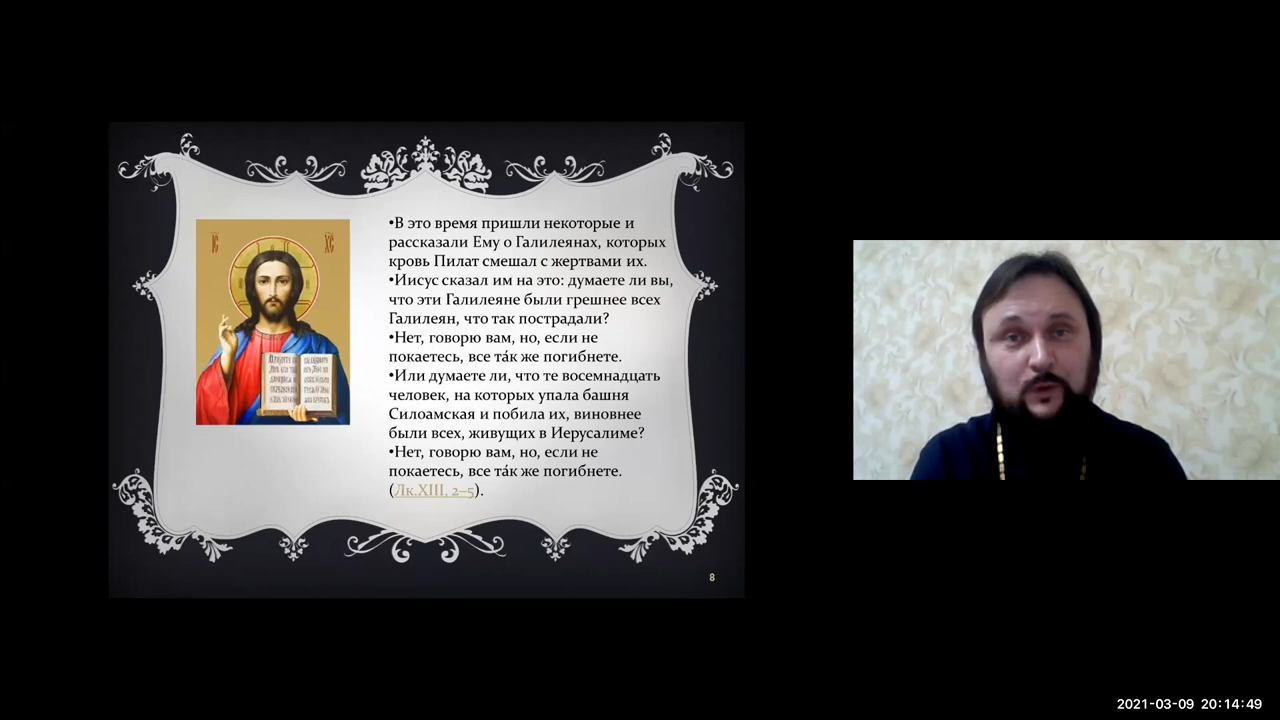 •В это время пришли некоторые и
рассказали Ему о Галилеянах, которых
кровь Пилат смешал с жертвами их.
•Иисус сказал им на это: думаете ли вы,
что эти Галилеяне были грешнее всех
Галилеян, что так пострадали?
•Нет, говорю вам, но, если не
покаетесь, все та́к же погибнете.
•Или думаете ли, что те восемнадцать
человек, на которых упала башня
Силоамская и побила их, виновнее
были всех, живущих в Иерусалиме?
•Нет, говорю вам, но, если не
покаетесь, все та́к же погибнете.
(Лк.XIII, 2–5).
IC XC
8
2021-03-09 20:14:49